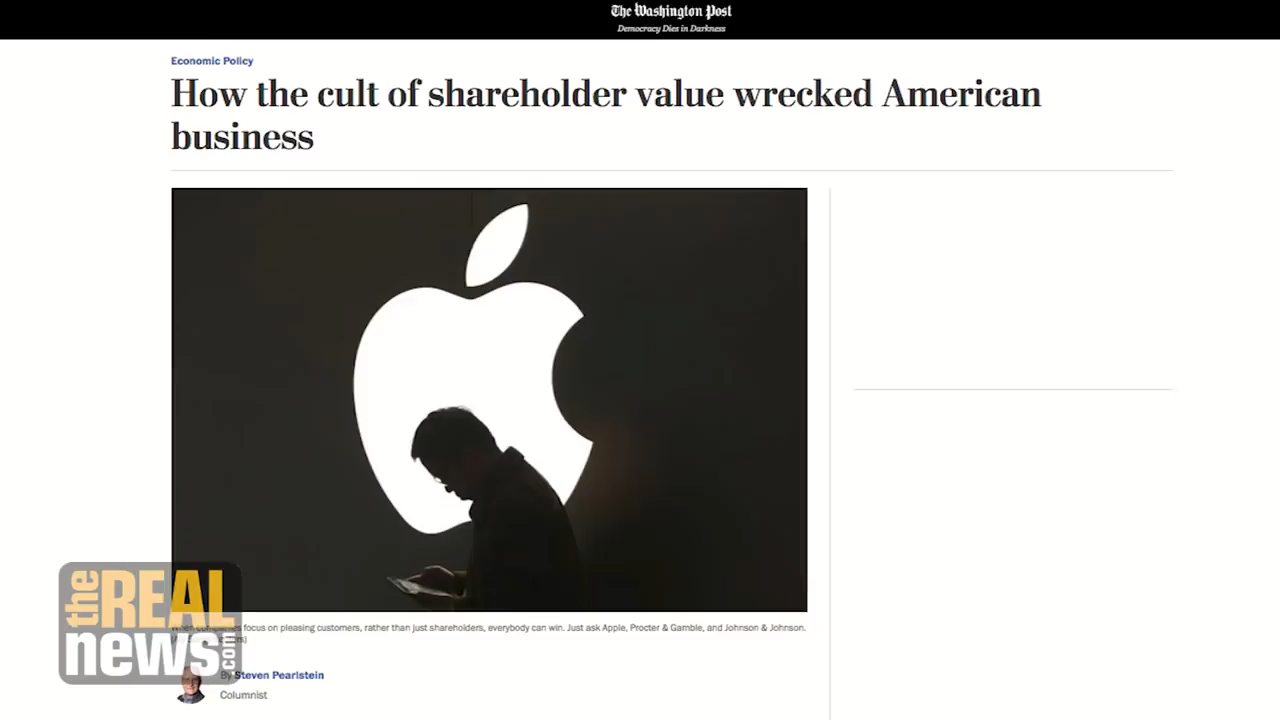 The Washington Post
Democracy Dies in Darkness
Economic Policy
How the cult of shareholder value wrecked American
business
focus on pleasing customers, rather than just shareholders, everybody can win. Just ask Apple, Procter & Gamble, and Johnson & Johnson.
By Steven Pearlstein
Columnist
the REAL
news.com